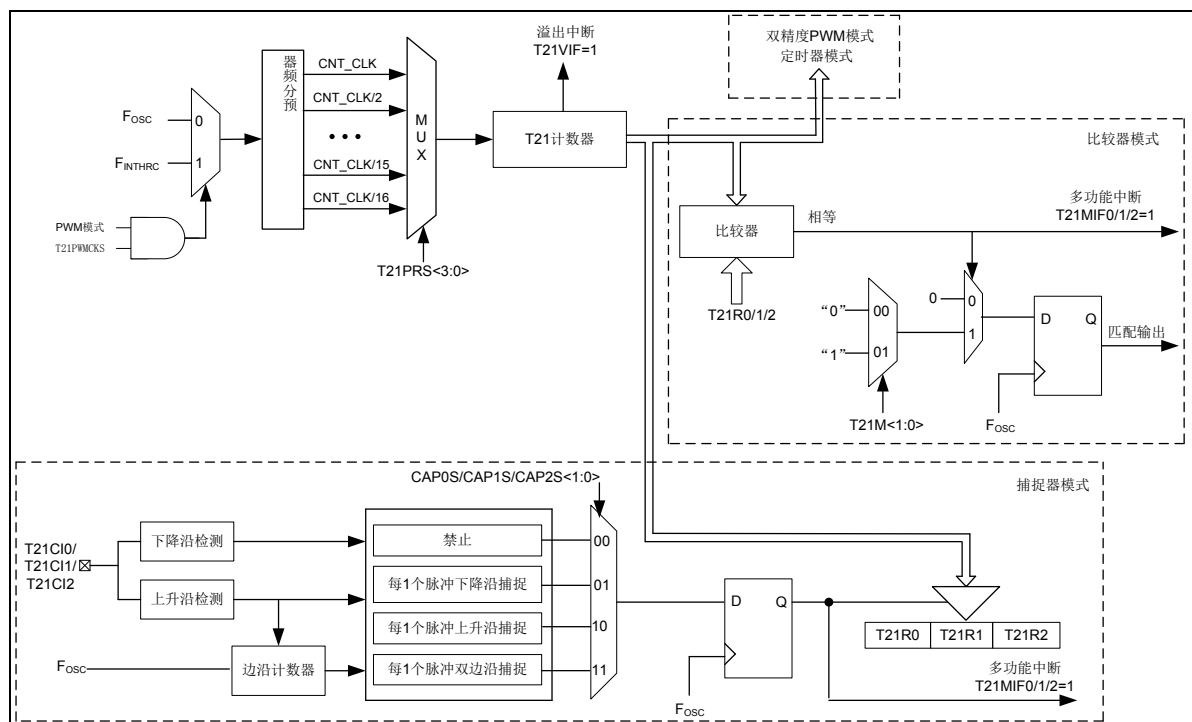 溢出中断
T21VIF=1
双精度PWM模式
定时器模式
器频分预
CNT_CLK
CNT_CLK/2
CNT_CLK/15
CNT_CLK/16
FOSC
0
FINTHRC
1
MUX
T21计数器
PWM模式
T21PWMCKS
T21PRS<3:0>
比较器模式
比较器
相等
多功能中断
T21MIF0/1/2=1
T21R0/1/2
0
0
1
“0”
00
“1”
01
D
Q
匹配输出
T21M<1:0>
FOSC
捕捉器模式
CAP0S/CAP1S/CAP2S<1:0>
T21CI0/
T21CI1/
T21CI2
下降沿检测
上升沿检测
FOSC
边沿计数器
禁止
00
每1个脉冲下降沿捕捉
01
每1个脉冲上升沿捕捉
10
每1个脉冲双边沿捕捉
11
D
Q
FOSC
T21R0
T21R1
T21R2
多功能中断
T21MIF0/1/2=1